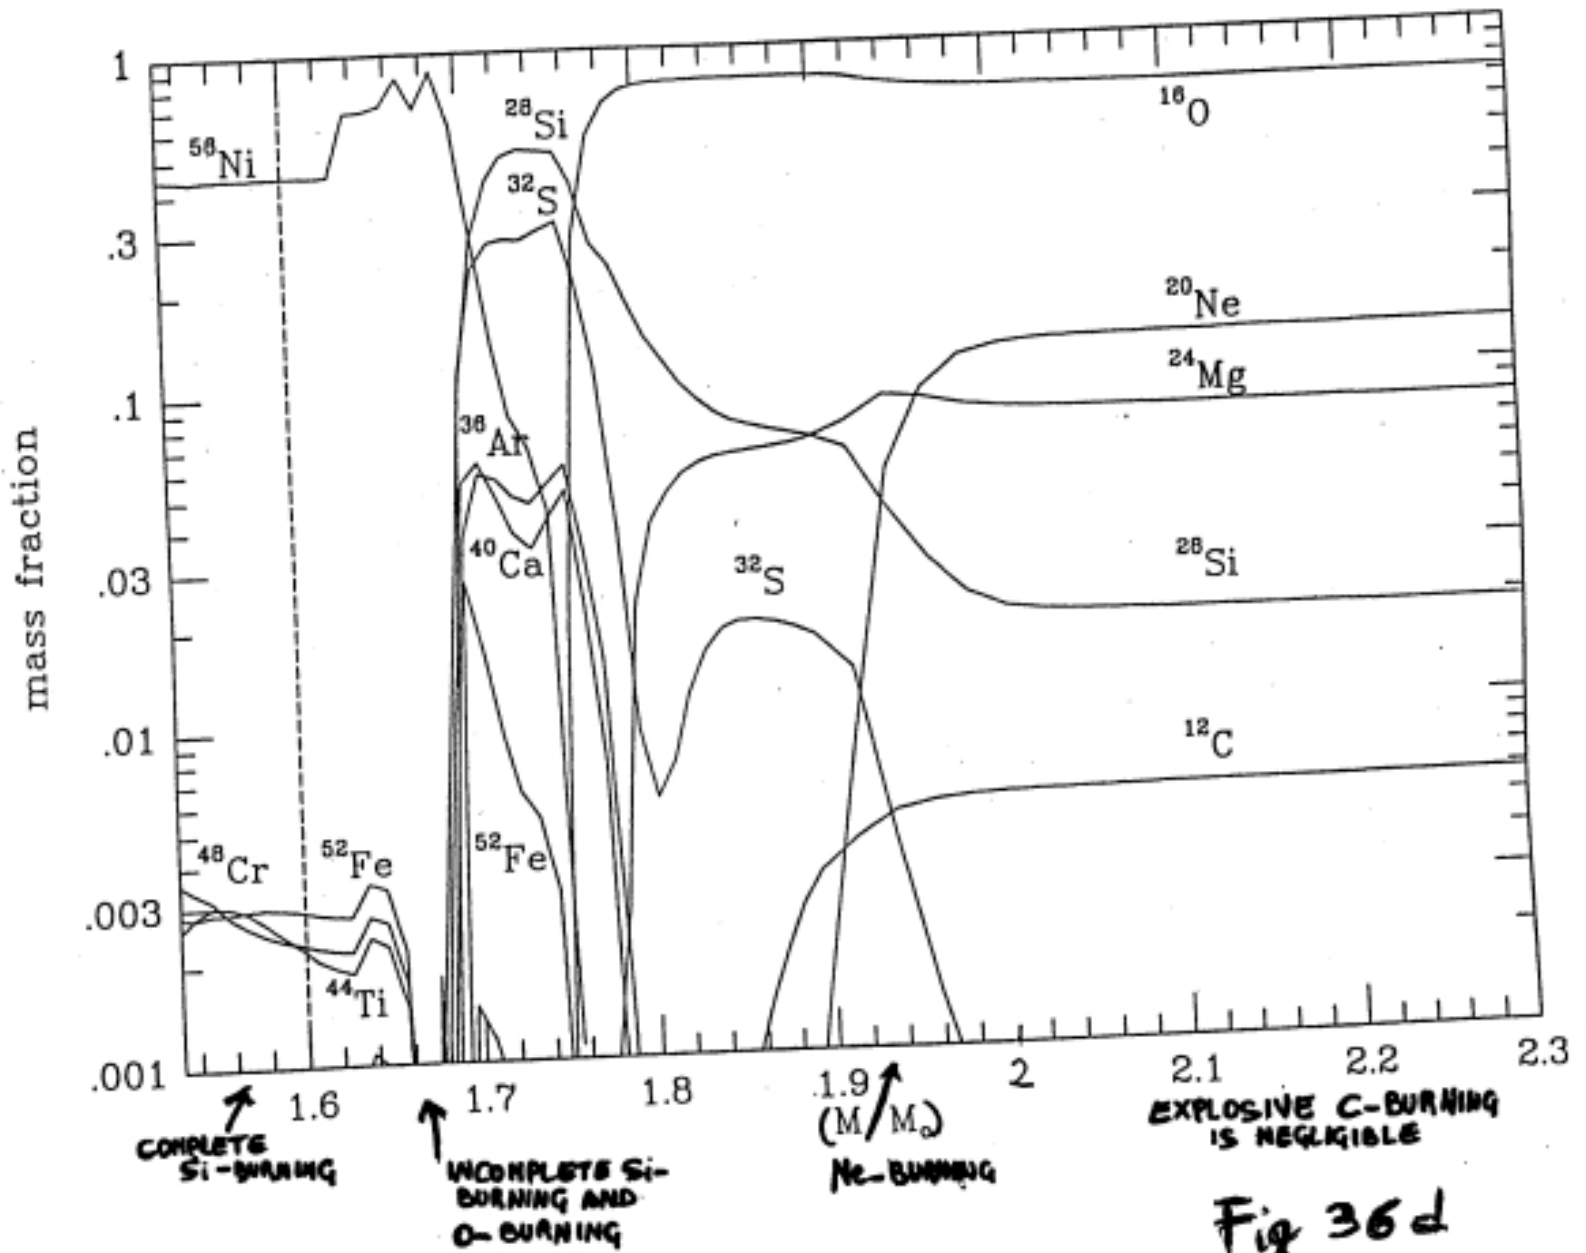 1
.3
.1
.03
.01
.003
.001
mass fraction
56Ni
28Si
32S
16O
20Ne
24Mg
36Ar
40Ca
32S
28Si
12C
48Cr
52Fe
52Fe
44Ti
1.6
1.7
1.8
1.9
2
2.1
2.2
2.3
(M/M☉)
COMPLETE
Si-BURNING
INCOMPLETE Si-
BURNING AND
O-BURNING
Ne-BURNING
EXPLOSIVE C-BURNING
IS NEGLIGIBLE
Fig 36d